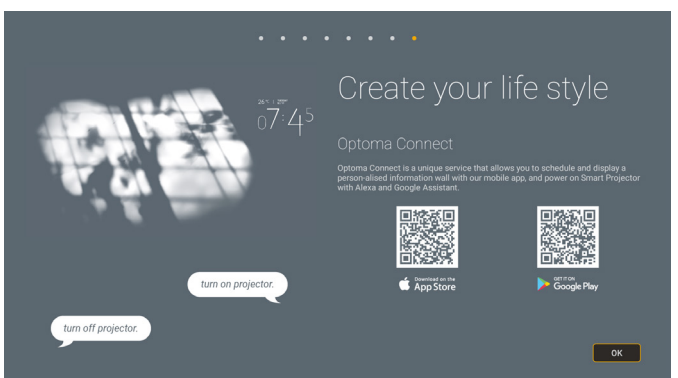 Create your life style
07:45
Optoma Connect
Optoma Connect is a unique service that allows you to schedule and display a
person-alised information wall with our mobile app, and power on Smart Projector
with Alexa and Google Assistant.
Download on the
App Store
GET IT ON
Google Play
turn on projector.
turn off projector.
OK